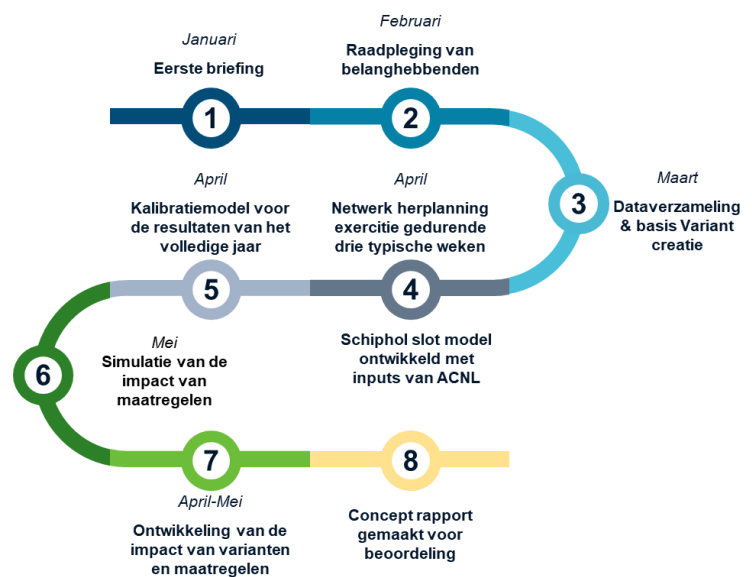 Januari
Eerste briefing
1
Februari
Raadpleging van
belanghebbenden
2
Maart
Dataverzameling
& basis Variant
creatie
3
April
Netwerk herplanning
exercitie gedurende
drie typische weken
4
Schiphol slot model
ontwikkeld met
inputs van ACNL
April
Kalibratiemodel voor
de resultaten van het
volledige jaar
5
Mei
Simulatie van de
impact van
maatregelen
6
7
April-Mei
Ontwikkeling van de
impact van varianten
en maatregelen
8
Concept rapport
gemaakt voor
beoordeling